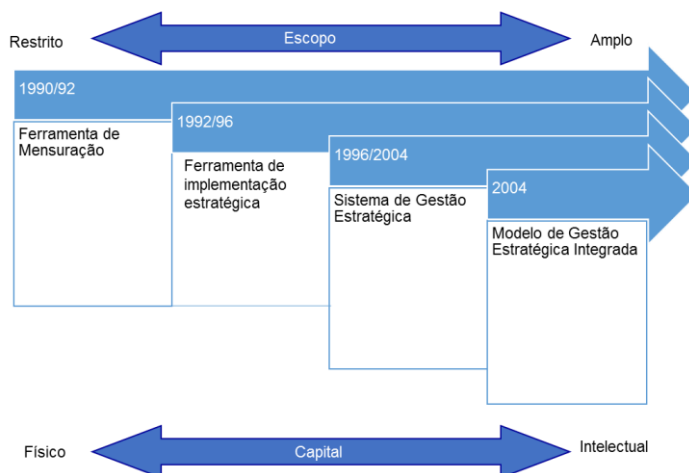 Restrito
Escopo
Amplo
1990/92
Ferramenta de
Mensuração
1992/96
Ferramenta de
implementação
estratégica
1996/2004
Sistema de Gestão
Estratégica
2004
Modelo de Gestão
Estratégica Integrada
Físico
Capital
Intelectual